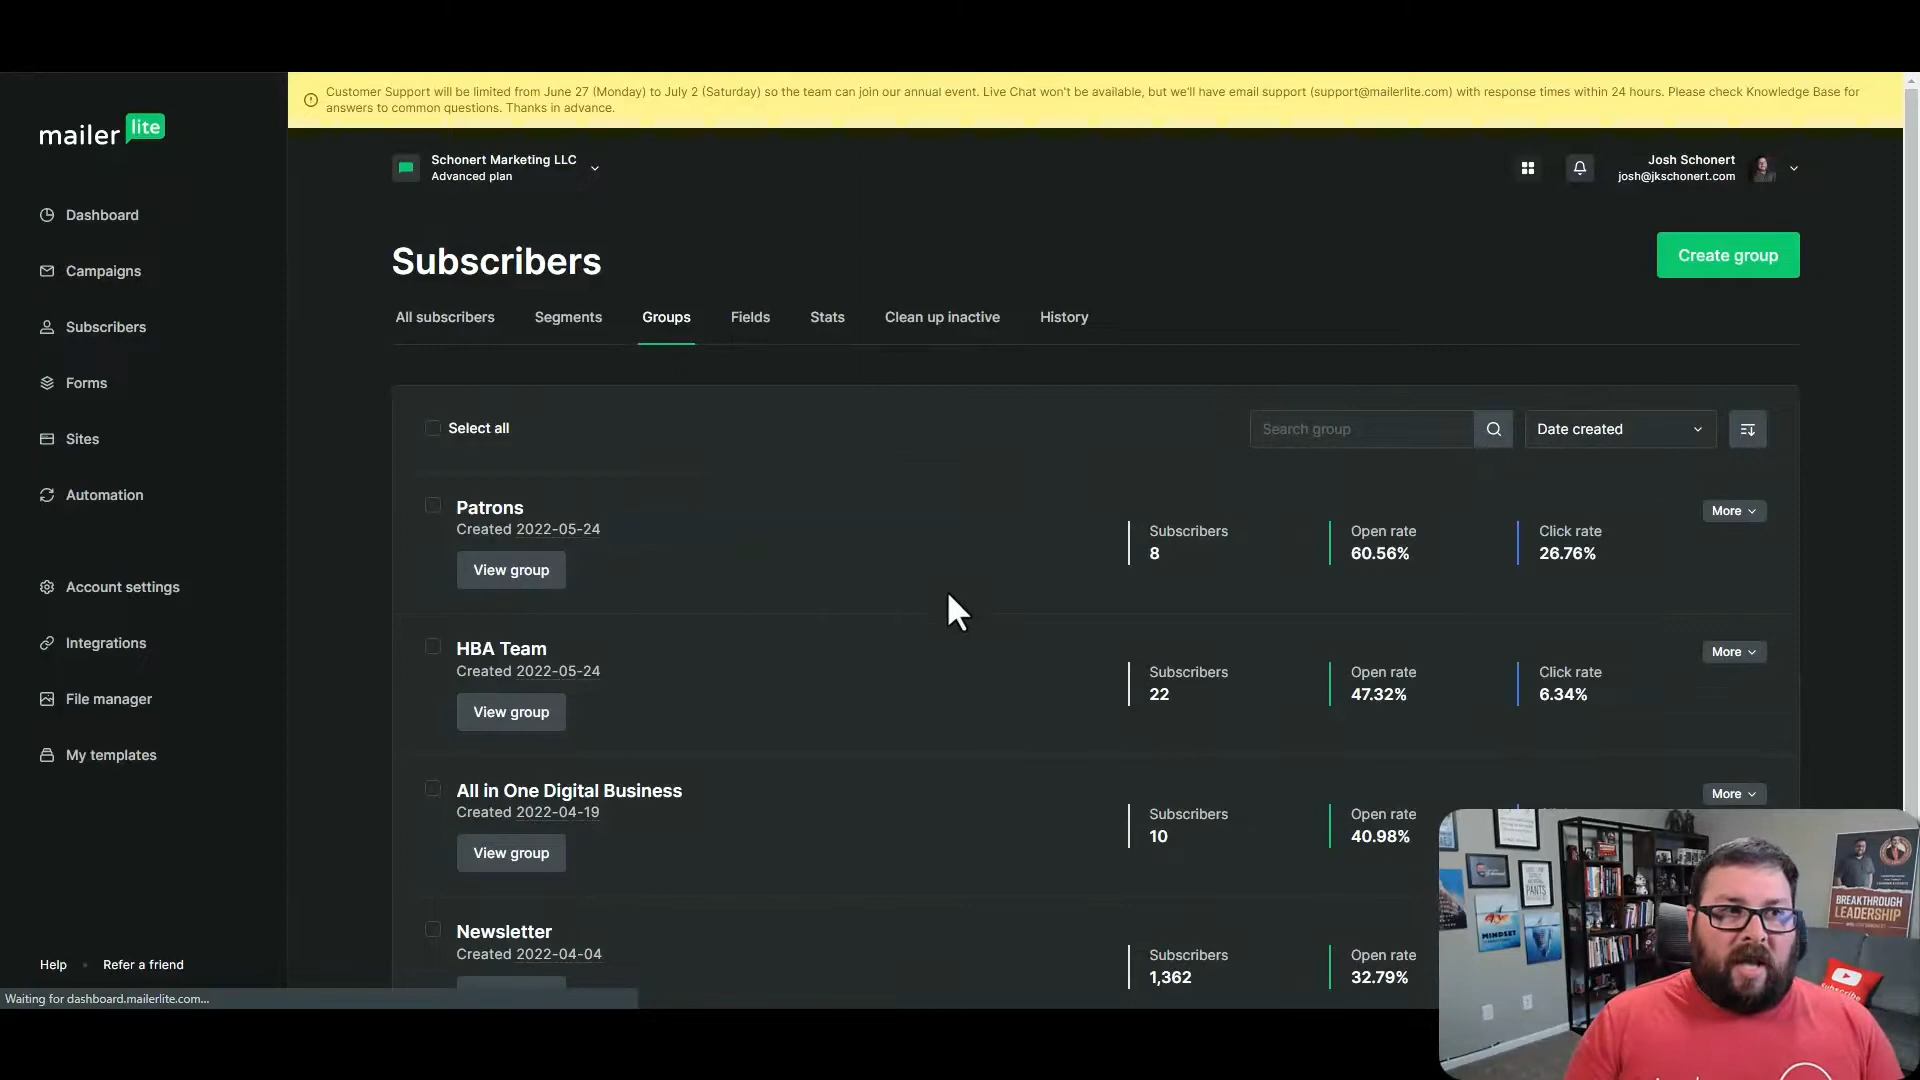 Customer Support will be limited from June 27 (Monday) to July 2 (Saturday) so the team can join our annual event. Live Chat won't be available, but we'll have email support (support@mailerlite.com) with response times within 24 hours. Please check Knowledge Base for
answers to common questions. Thanks in advance.
mailer lite
Schonert Marketing LLC
Advanced plan
Josh Schonert
josh@jkschonert.com
Dashboard
Campaigns
Subscribers
Forms
Sites
Automation
Account settings
Integrations
File manager
My templates
Help
Refer a friend
Waiting for dashboard.mailerlite.com...
Subscribers
Create group
All subscribers
Segments
Groups
Fields
Stats
Clean up inactive
History
Select all
Search group
Date created
Patrons
Created 2022-05-24
View group
Subscribers
8
Open rate
60.56%
Click rate
26.76%
More
HBA Team
Created 2022-05-24
View group
Subscribers
22
Open rate
47.32%
Click rate
6.34%
More
All in One Digital Business
Created 2022-04-19
View group
Subscribers
10
Open rate
40.98%
More
Newsletter
Created 2022-04-04
Subscribers
1,362
Open rate
32.79%
PANTS
MINDSET
BREAKTHROUGH
LEADERSHIP
subscribe